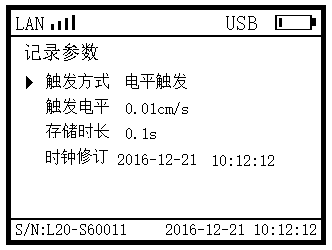 LAN USB
记录参数
触发方式 电平触发
触发电平 0.01cm/s
存储时长 0.1s
时钟修订 2016-12-21 10:12:12
S/N:L20-S60011 2016-12-21 10:12:12